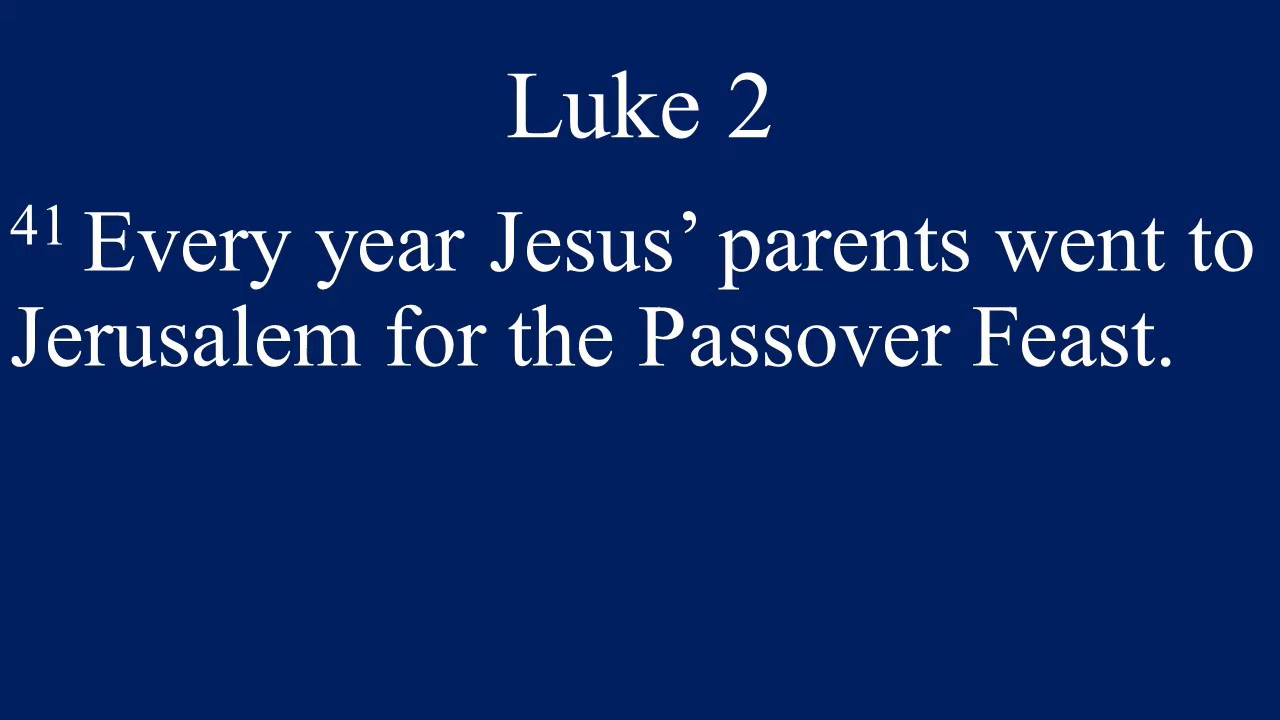 Luke 2
41 Every year Jesus’ parents went to
Jerusalem for the Passover Feast.